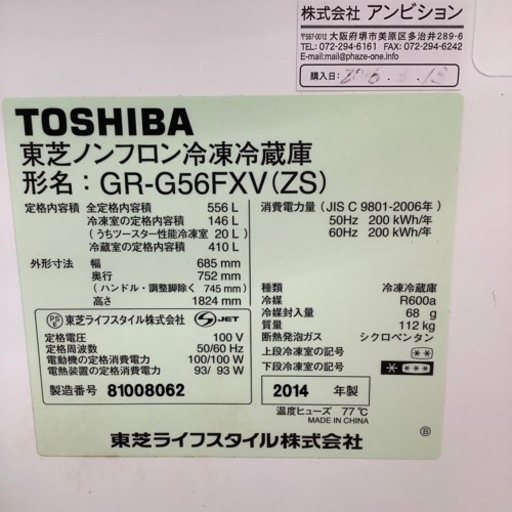 株式会社 アンビション
〒587-0012 大阪府堺市美原区多治井289-6
TEL:072-294-6161 FAX:072-294-6242
E-mail:info@phaze-one.info
購入日:
TOSHIBA
東芝ノンフロン冷凍冷蔵庫
形名：GR-G56FXV(ZS)
定格内容積 全定格内容積 556 L
冷凍室の定格内容積 146 L
(うちツースター性能冷凍室 20 L)
冷蔵室の定格内容積 410 L
外形寸法 幅 685 mm
奥行 752 mm
(ハンドル・調整脚除く 745 mm)
高さ 1824 mm
消費電力量 (JIS C 9801-2006年)
50Hz 200 kWh/年
60Hz 200 kWh/年
種類 冷凍冷蔵庫
冷媒 R600a
冷媒封入量 68 g
質量 112 kg
断熱発泡ガス シクロペンタン
上段冷凍室の記号 **
下段冷凍室の記号 * ***
PSE 東芝ライフスタイル株式会社 S JET
定格電圧 100 V
定格周波数 50/60 Hz
電動機の定格消費電力 100/100 W
電熱装置の定格消費電力 93/ 93 W
製造番号 81008062
2014 年製
温度ヒューズ 77℃
MADE IN CHINA
東芝ライフスタイル株式会社
Ⓑ